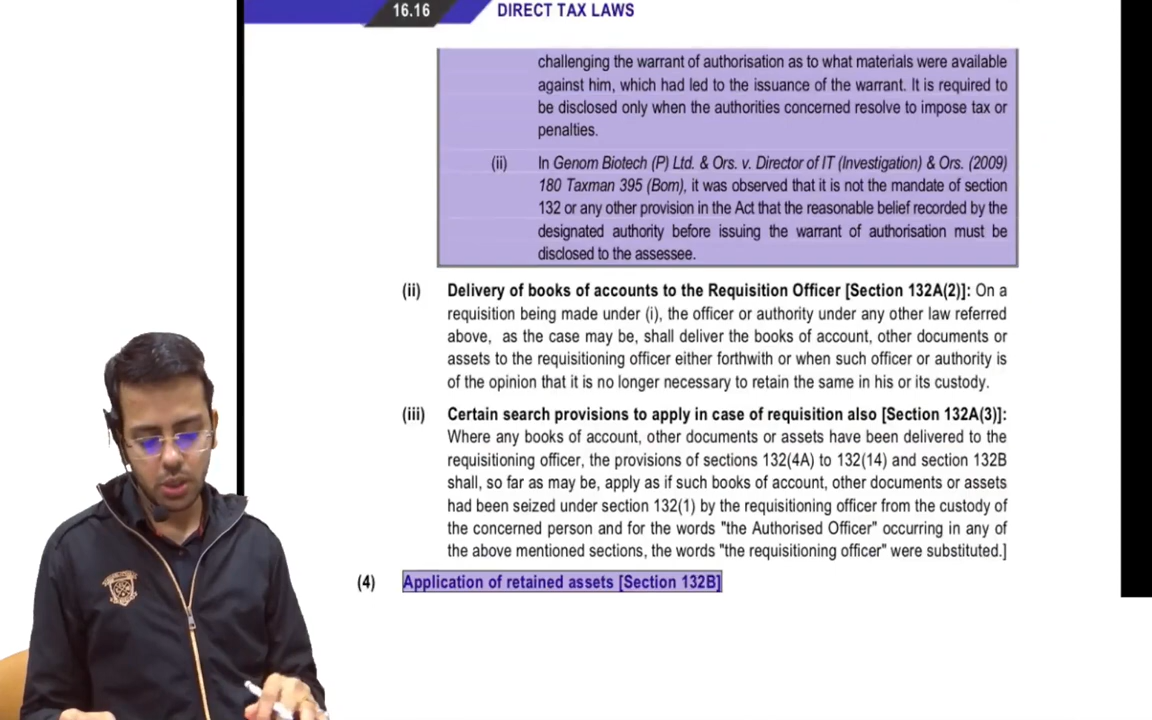 16.16
DIRECT TAX LAWS
challenging the warrant of authorisation as to what materials were available
against him, which had led to the issuance of the warrant. It is required to
be disclosed only when the authorities concerned resolve to impose tax or
penalties.
(ii) In Genom Biotech (P) Ltd. & Ors. v. Director of IT (Investigation) & Ors. (2009)
180 Taxman 395 (Bom), it was observed that it is not the mandate of section
132 or any other provision in the Act that the reasonable belief recorded by the
designated authority before issuing the warrant of authorisation must be
disclosed to the assessee.
(ii) Delivery of books of accounts to the Requisition Officer [Section 132A(2)]: On a
requisition being made under (i), the officer or authority under any other law referred
above, as the case may be, shall deliver the books of account, other documents or
assets to the requisitioning officer either forthwith or when such officer or authority is
of the opinion that it is no longer necessary to retain the same in his or its custody.
(iii) Certain search provisions to apply in case of requisition also [Section 132A(3)]:
Where any books of account, other documents or assets have been delivered to the
requisitioning officer, the provisions of sections 132(4A) to 132(14) and section 132B
shall, so far as may be, apply as if such books of account, other documents or assets
had been seized under section 132(1) by the requisitioning officer from the custody of
the concerned person and for the words "the Authorised Officer" occurring in any of
the above mentioned sections, the words "the requisitioning officer" were substituted.]
(4) Application of retained assets [Section 132B]